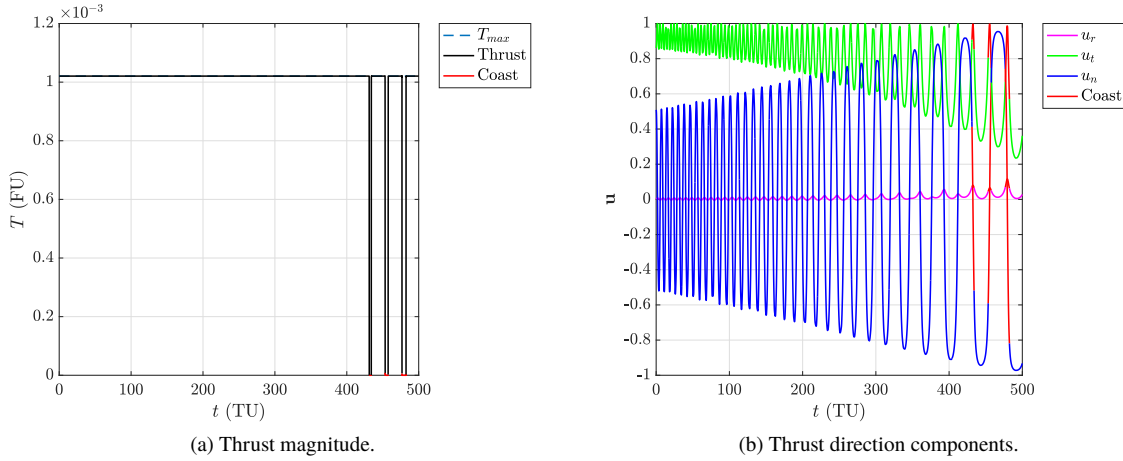 ×10⁻³
1.2
1
0.8
0.6
0.4
0.2
0
T (FU)
0 100 200 300 400 500
t (TU)
T_max
Thrust
Coast
(a) Thrust magnitude.
1
0.8
0.6
0.4
0.2
0
-0.2
-0.4
-0.6
-0.8
-1
u
0 100 200 300 400 500
t (TU)
u_r
u_t
u_n
Coast
(b) Thrust direction components.